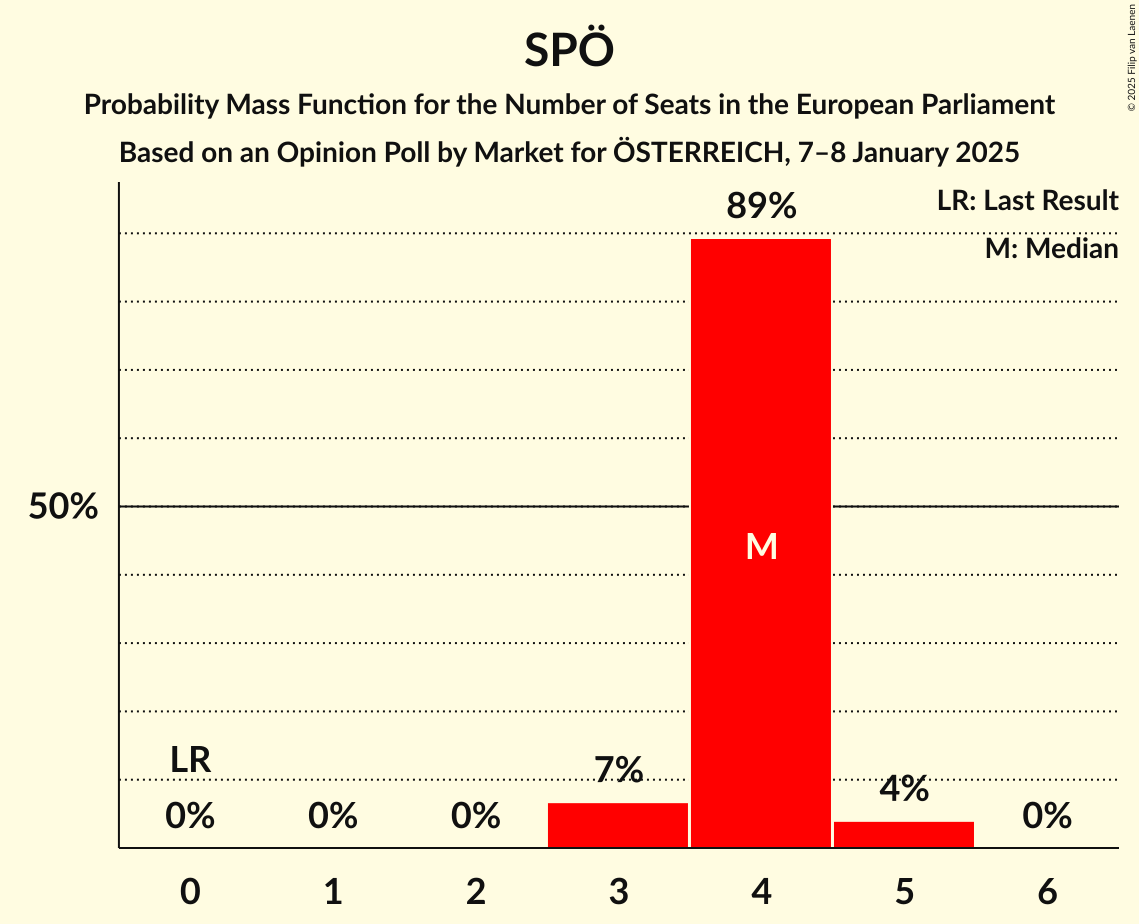 SPÖ
Probability Mass Function for the Number of Seats in the European Parliament
Based on an Opinion Poll by Market for ÖSTERREICH, 7–8 January 2025
© 2025 Filip van Laenen
LR: Last Result
M: Median
89%
50%
M
LR
7%
4%
0%
0%
0%
0%
0
1
2
3
4
5
6